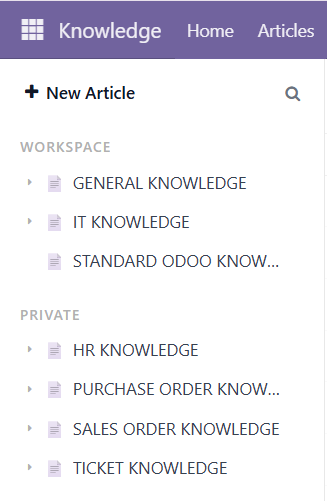 Knowledge Home Articles
New Article
WORKSPACE
GENERAL KNOWLEDGE
IT KNOWLEDGE
STANDARD ODOO KNOW...
PRIVATE
HR KNOWLEDGE
PURCHASE ORDER KNOW...
SALES ORDER KNOWLEDGE
TICKET KNOWLEDGE